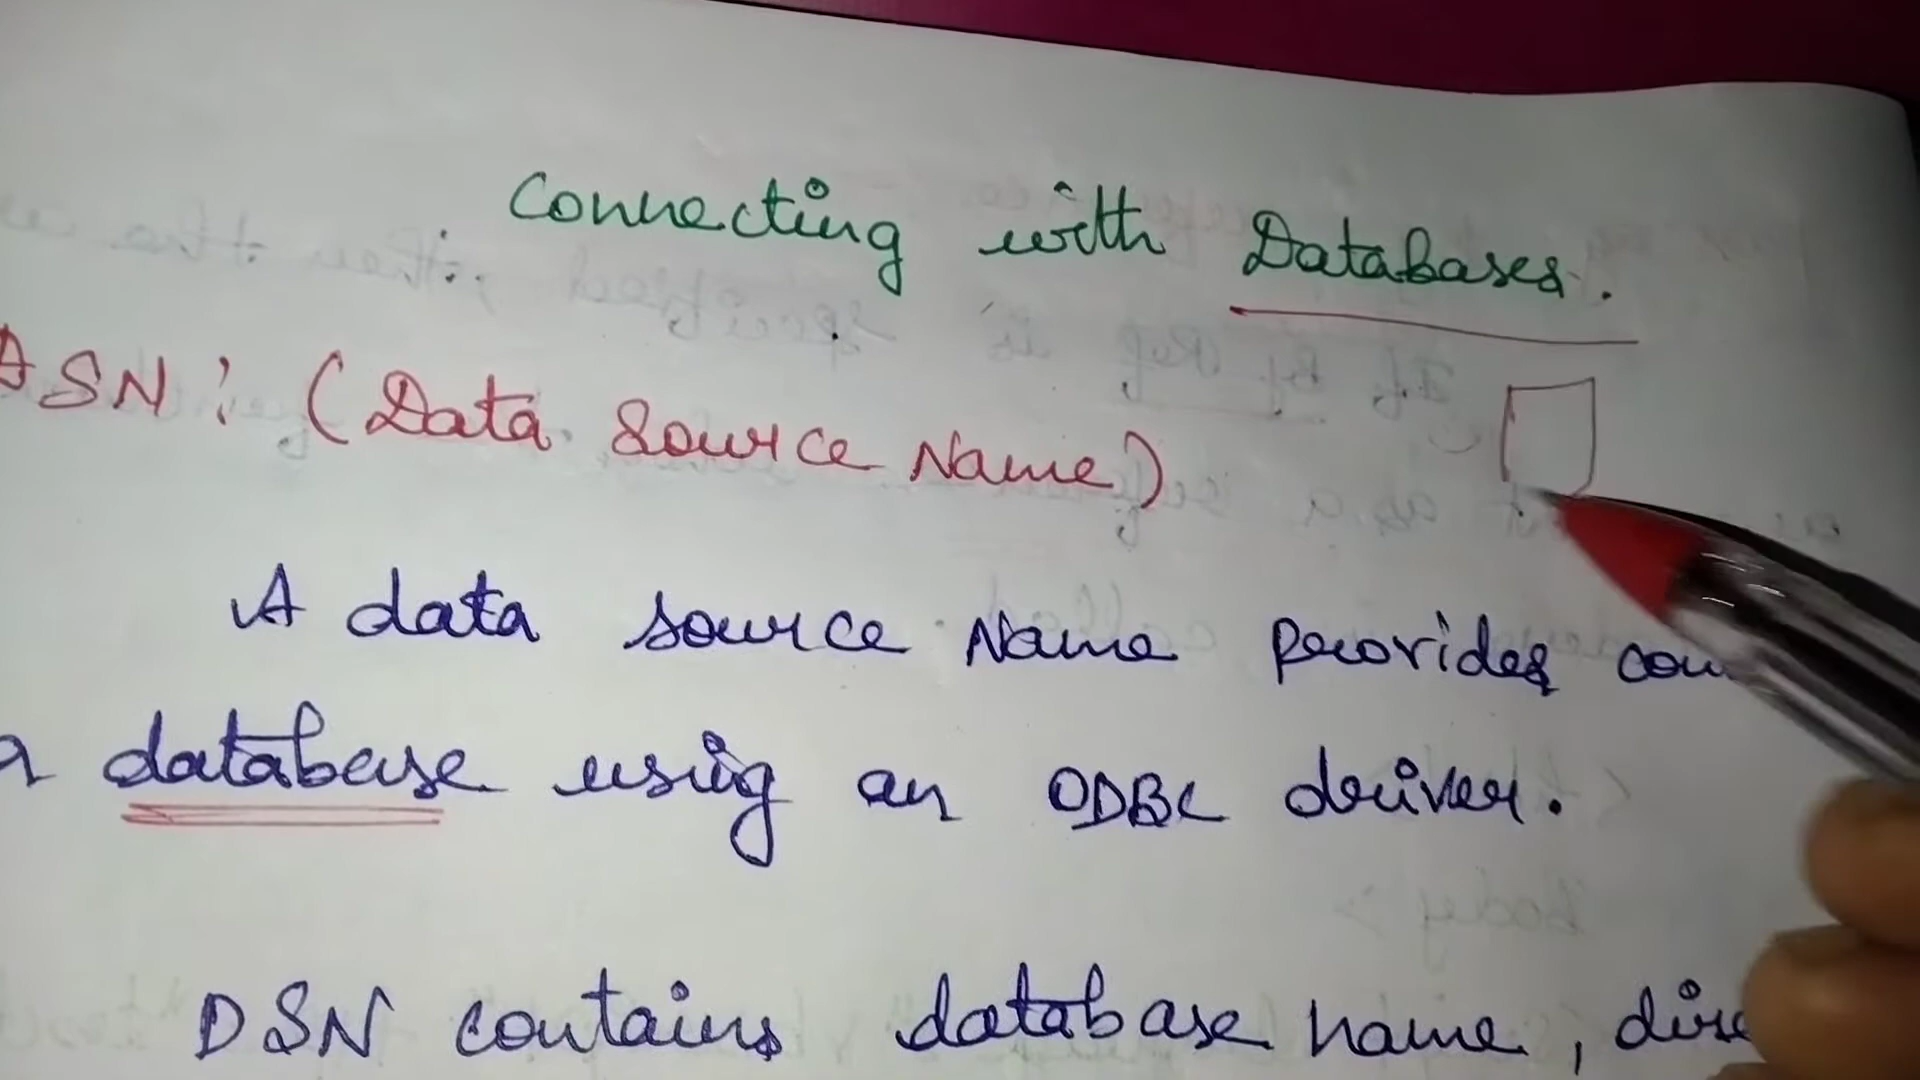 Connecting with Databases.
DSN : (Data Source Name)
A data source Name provides
a database using an ODBC driver.
DSN contains database name,